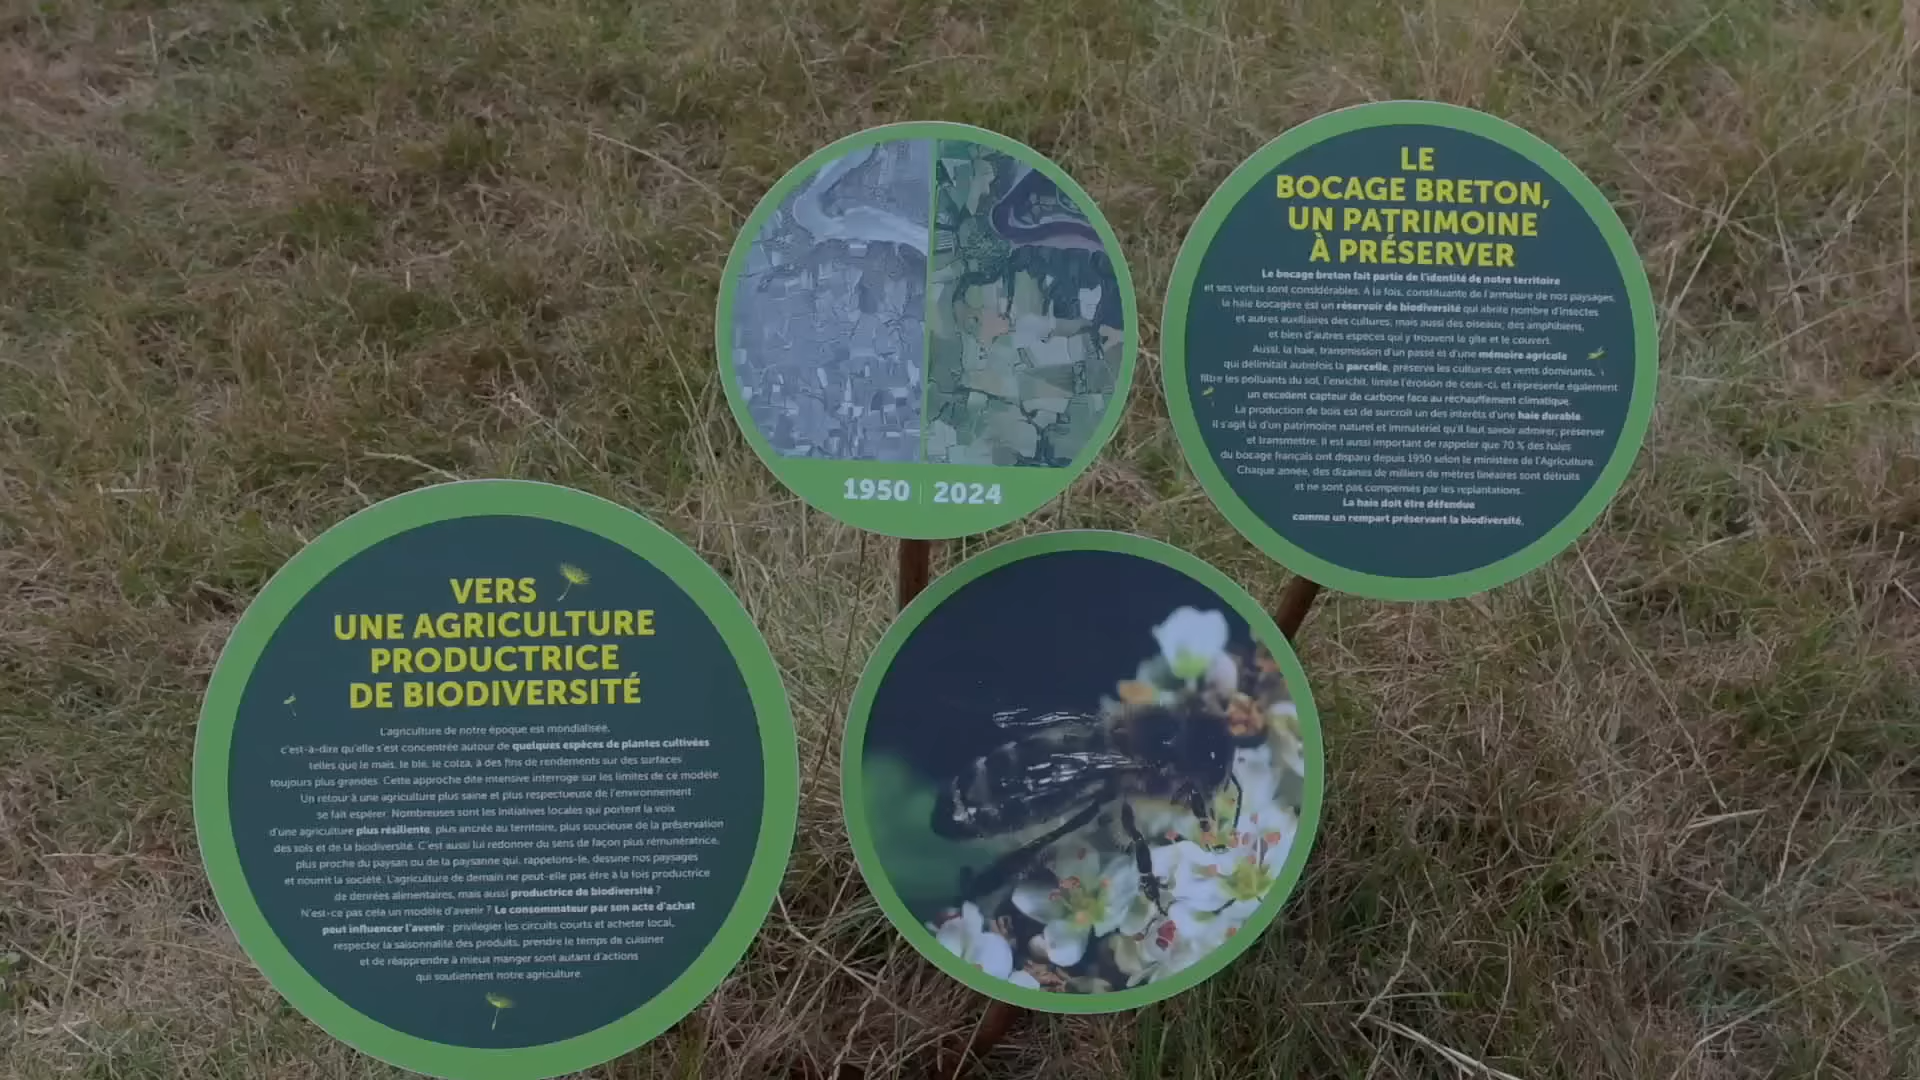 1950 | 2024
LE
BOCAGE BRETON,
UN PATRIMOINE
À PRÉSERVER
Le bocage breton fait partie de l'identité de notre territoire
et ses vertus sont considérables. À la fois, constituante de l'armature de nos paysages,
la haie bocagère est un réservoir de biodiversité qui abrite nombre d'insectes
et autres auxiliaires des cultures, mais aussi des oiseaux, des amphibiens,
et bien d'autres espèces qui y trouvent le gîte et le couvert.
Aussi, la haie, transmission d'un passé et d'une mémoire agricole
qui délimitait autrefois la parcelle, préserve les cultures des vents dominants,
filtre les polluants du sol, l'enrichit, limite l'érosion de ceux-ci, et représente également
un excellent capteur de carbone face au réchauffement climatique.
La production de bois est de surcroît un des intérêts d'une haie durable
il s'agit là d'un patrimoine naturel et immatériel qu'il faut savoir admirer, préserver
et transmettre. Il est aussi important de rappeler que 70 % des haies
du bocage français ont disparu depuis 1950 selon le ministère de l'Agriculture.
Chaque année, des dizaines de milliers de mètres linéaires sont détruits
et ne sont pas compensés par les replantations.
La haie doit être défendue
comme un rempart préservant la biodiversité.
VERS
UNE AGRICULTURE
PRODUCTRICE
DE BIODIVERSITÉ
L'agriculture de notre époque est mondialisée,
c'est-à-dire qu'elle s'est concentrée autour de quelques espèces de plantes cultivées
telles que le maïs, le blé, le colza, à des fins de rendements sur des surfaces
toujours plus grandes. Cette approche dite intensive interroge sur les limites de ce modèle.
Un retour à une agriculture plus saine et plus respectueuse de l'environnement
se fait espérer. Nombreuses sont les initiatives locales qui portent la voix
d'une agriculture plus résiliente, plus ancrée au territoire, plus soucieuse de la préservation
des sols et de la biodiversité. C'est aussi lui redonner du sens de façon plus rémunératrice,
plus proche du paysan ou de la paysanne qui, rappelons-le, dessine nos paysages
et nourrit la société. L'agriculture de demain ne peut-elle pas être à la fois productrice
de denrées alimentaires, mais aussi productrice de biodiversité ?
N'est-ce pas cela un modèle d'avenir ? Le consommateur par son acte d'achat
peut influencer l'avenir : privilégier les circuits courts et acheter local,
respecter la saisonnalité des produits, prendre le temps de cuisiner
et de réapprendre à mieux manger sont autant d'actions
qui soutiennent notre agriculture.